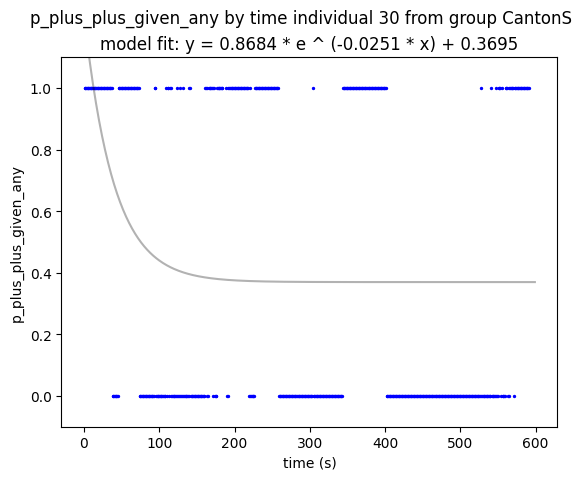 p_plus_plus_given_any by time individual 30 from group CantonS
model fit: y = 0.8684 * e ^ (-0.0251 * x) + 0.3695
1.0
0.8
0.6
0.4
0.2
0.0
p_plus_plus_given_any
0 100 200 300 400 500 600
time (s)